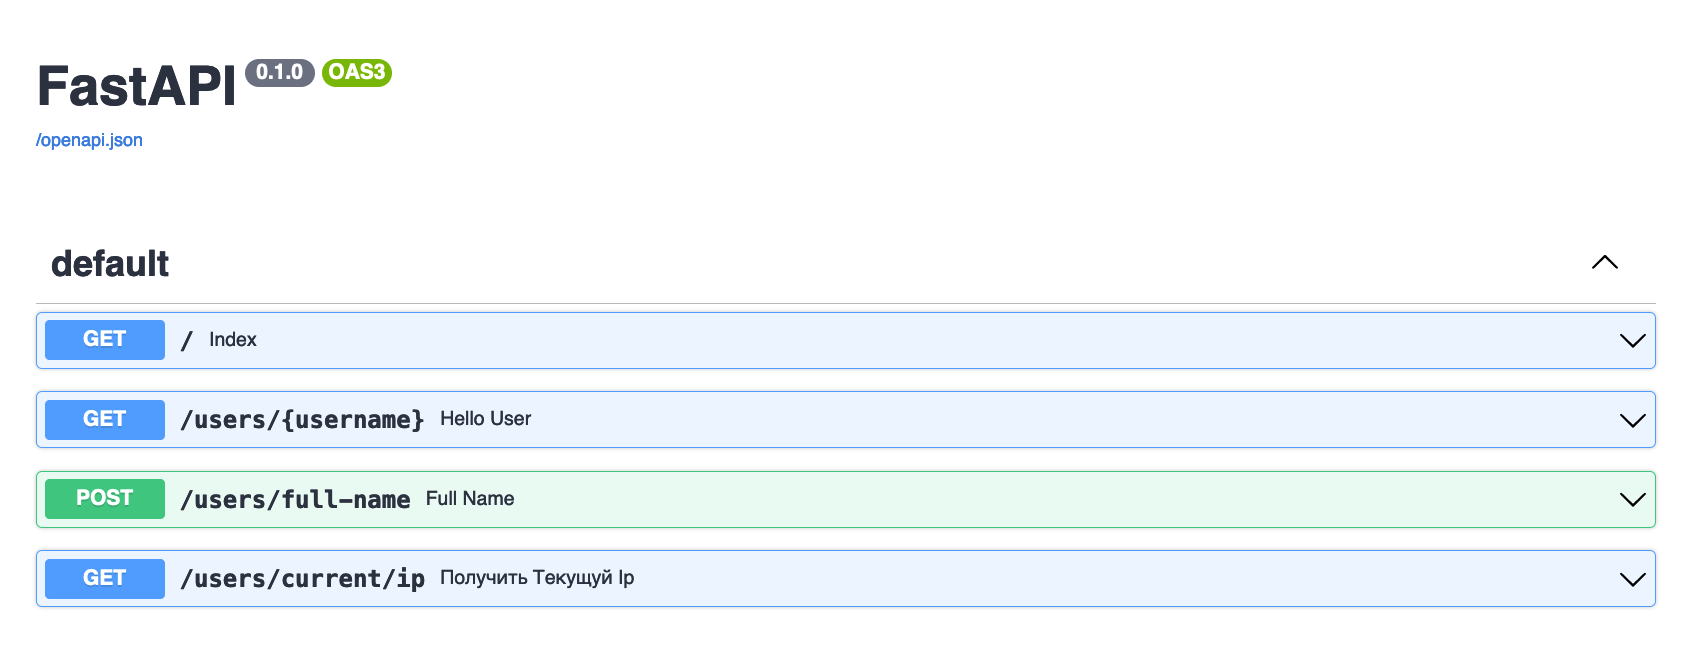 FastAPI 0.1.0 OAS3
/openapi.json
default
GET / Index
GET /users/{username} Hello User
POST /users/full-name Full Name
GET /users/current/ip Получить Текущуй Ip